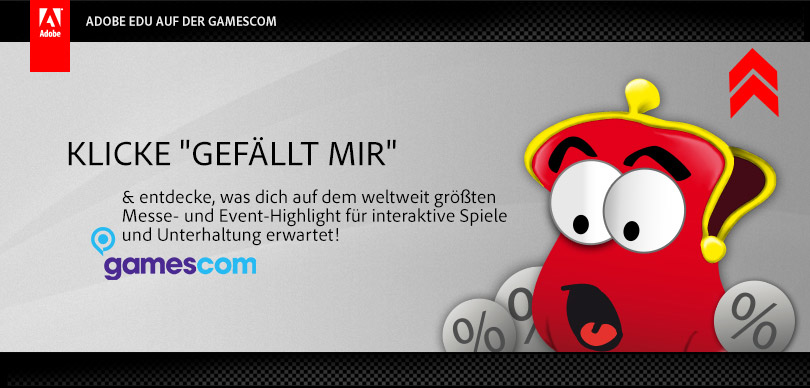 Adobe
ADOBE EDU AUF DER GAMESCOM
KLICKE "GEFÄLLT MIR"
& entdecke, was dich auf dem weltweit größten
Messe- und Event-Highlight für interaktive Spiele
und Unterhaltung erwartet!
gamescom
% % %